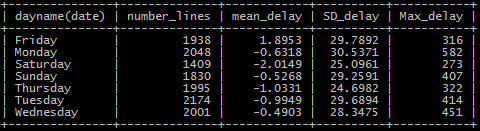 +---------------+--------------+------------+----------+-----------+
| dayname(date) | number_lines | mean_delay | SD_delay | Max_delay |
+---------------+--------------+------------+----------+-----------+
| Friday        |         1938 |     1.8953 |  29.7892 |       316 |
| Monday        |         2048 |    -0.6318 |  30.5371 |       582 |
| Saturday      |         1409 |    -2.0149 |  25.0961 |       273 |
| Sunday        |         1830 |    -0.5268 |  29.2591 |       407 |
| Thursday      |         1995 |    -1.0331 |  24.6982 |       322 |
| Tuesday       |         2174 |    -0.9949 |  29.6894 |       414 |
| Wednesday     |         2001 |    -0.4903 |  28.3475 |       451 |
+---------------+--------------+------------+----------+-----------+